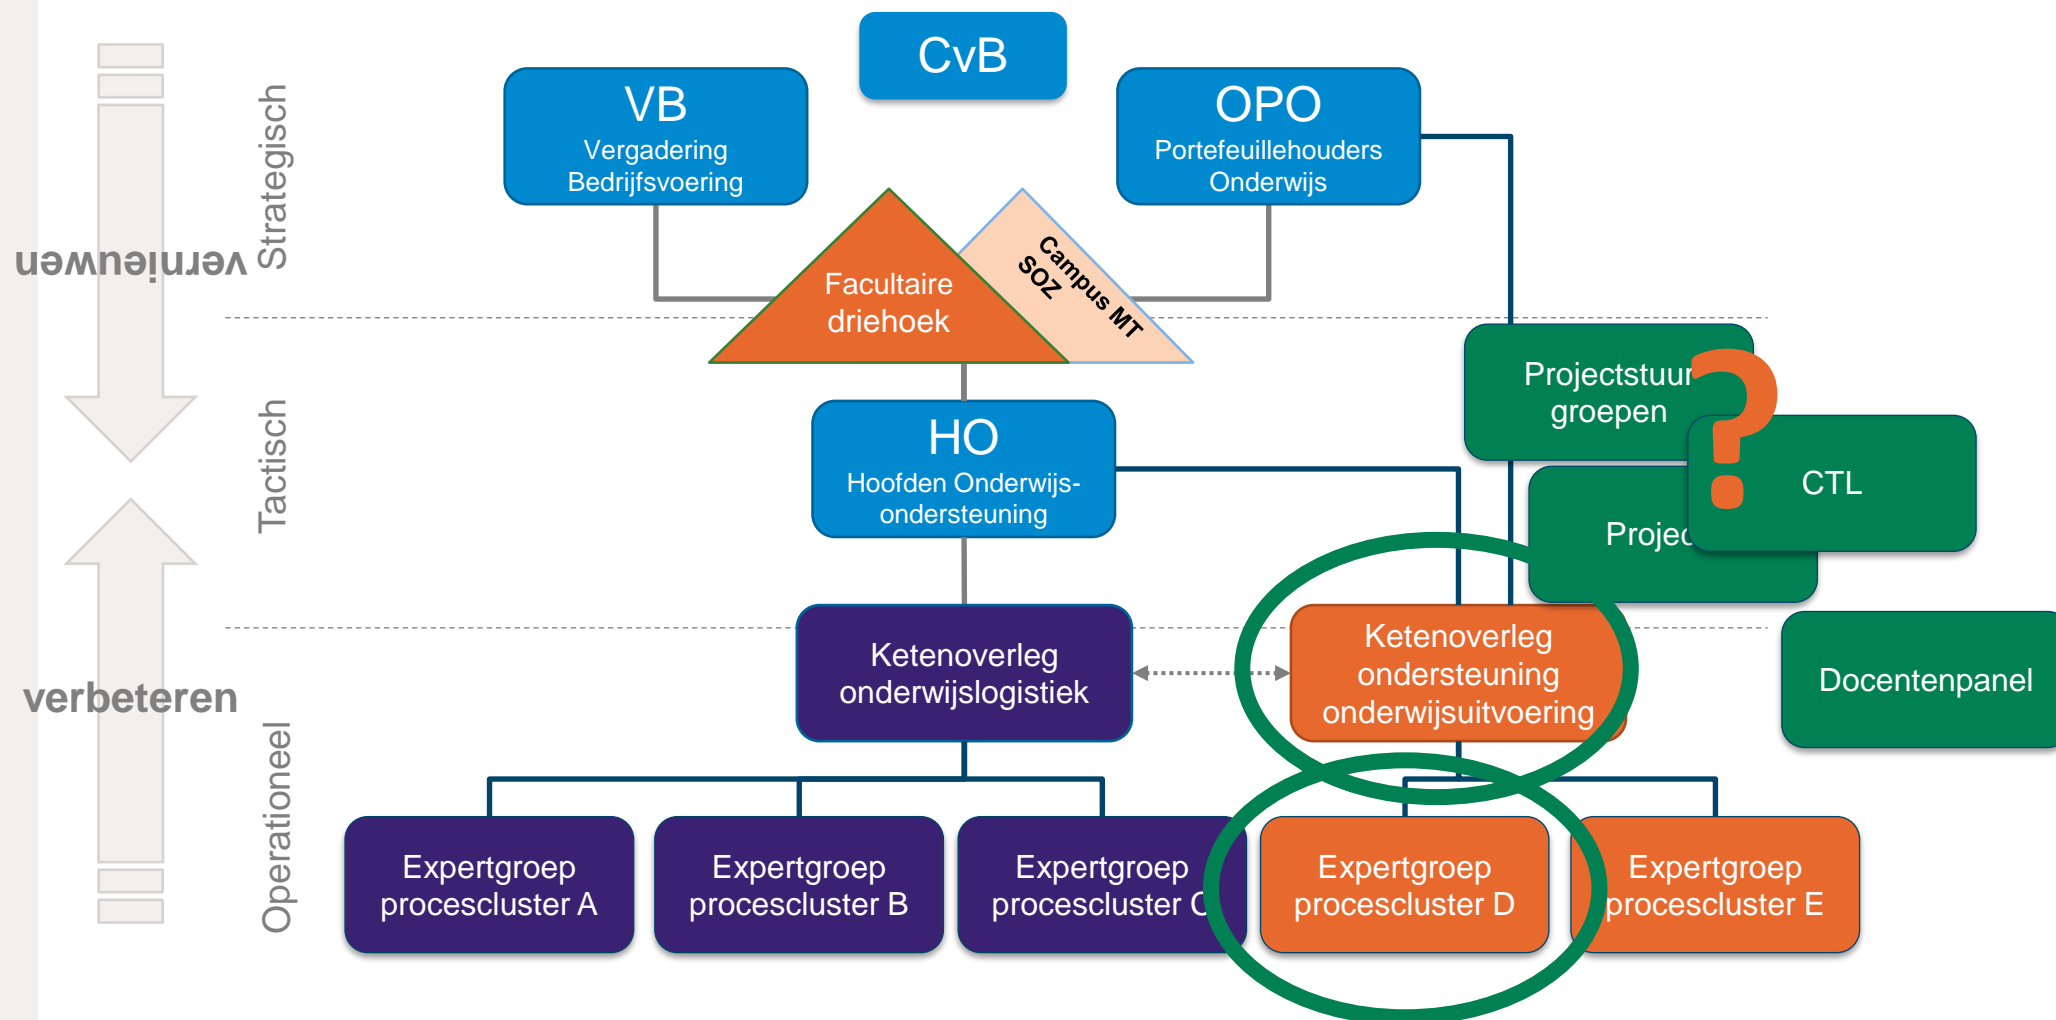 CvB
VB
Vergadering
Bedrijfsvoering
OPO
Portefeuillehouders
Onderwijs
Strategisch
vernieuwen
Facultaire
driehoek
Campus MT
SOZ
Tactisch
HO
Hoofden Onderwijs-
ondersteuning
Projectstuur
groepen
?
CTL
Projec
verbeteren
Operationeel
Ketenoverleg
onderwijslogistiek
Ketenoverleg
ondersteuning
onderwijsuitvoering
Docentenpanel
Expertgroep
procescluster A
Expertgroep
procescluster B
Expertgroep
procescluster C
Expertgroep
procescluster D
Expertgroep
procescluster E